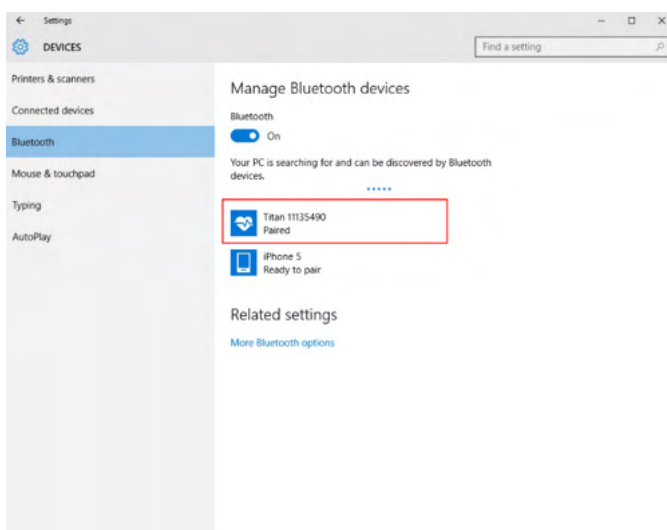 Settings
DEVICES
Find a setting
Printers & scanners
Connected devices
Bluetooth
Mouse & touchpad
Typing
AutoPlay
Manage Bluetooth devices
Bluetooth
On
Your PC is searching for and can be discovered by Bluetooth
devices.
Titan 11135490
Paired
iPhone 5
Ready to pair
Related settings
More Bluetooth options